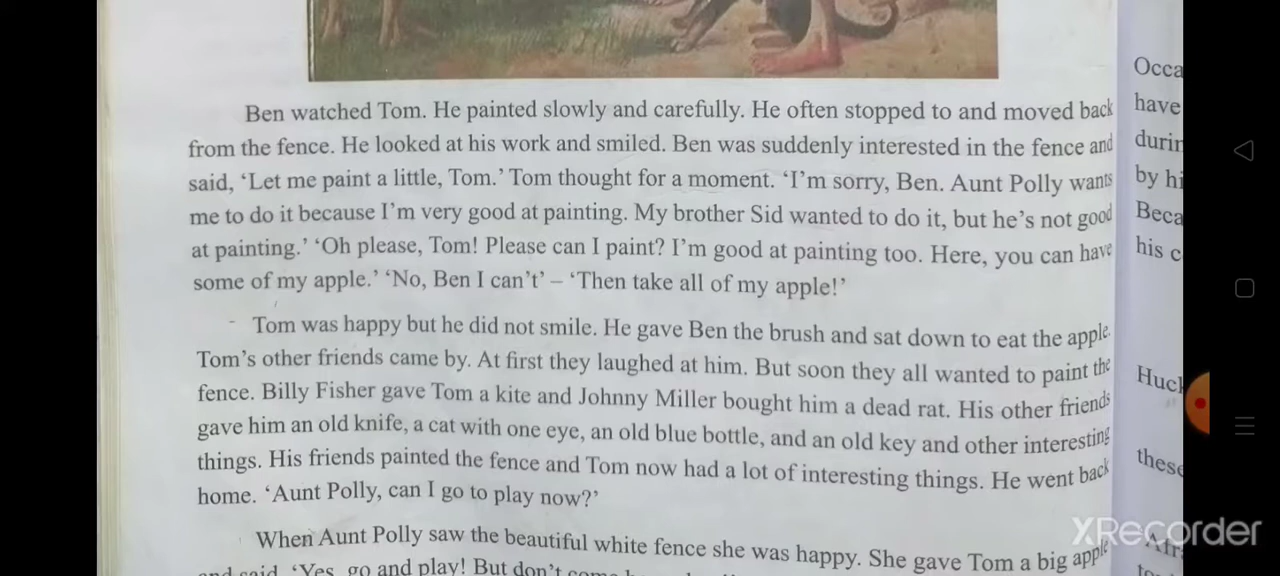 Ben watched Tom. He painted slowly and carefully. He often stopped to and moved back
from the fence. He looked at his work and smiled. Ben was suddenly interested in the fence and
said, ‘Let me paint a little, Tom.’ Tom thought for a moment. ‘I’m sorry, Ben. Aunt Polly wants
me to do it because I’m very good at painting. My brother Sid wanted to do it, but he’s not good
at painting.’ ‘Oh please, Tom! Please can I paint? I’m good at painting too. Here, you can have
some of my apple.’ ‘No, Ben I can’t’ – ‘Then take all of my apple!’
Tom was happy but he did not smile. He gave Ben the brush and sat down to eat the apple.
Tom’s other friends came by. At first they laughed at him. But soon they all wanted to paint the
fence. Billy Fisher gave Tom a kite and Johnny Miller bought him a dead rat. His other friends
gave him an old knife, a cat with one eye, an old blue bottle, and an old key and other interesting
things. His friends painted the fence and Tom now had a lot of interesting things. He went back
home. ‘Aunt Polly, can I go to play now?’
When Aunt Polly saw the beautiful white fence she was happy. She gave Tom a big apple
and said, ‘Yes, go and play! But don’t come
Occa
have
durin
by hi
Beca
his c
Huck
these
XRecorder